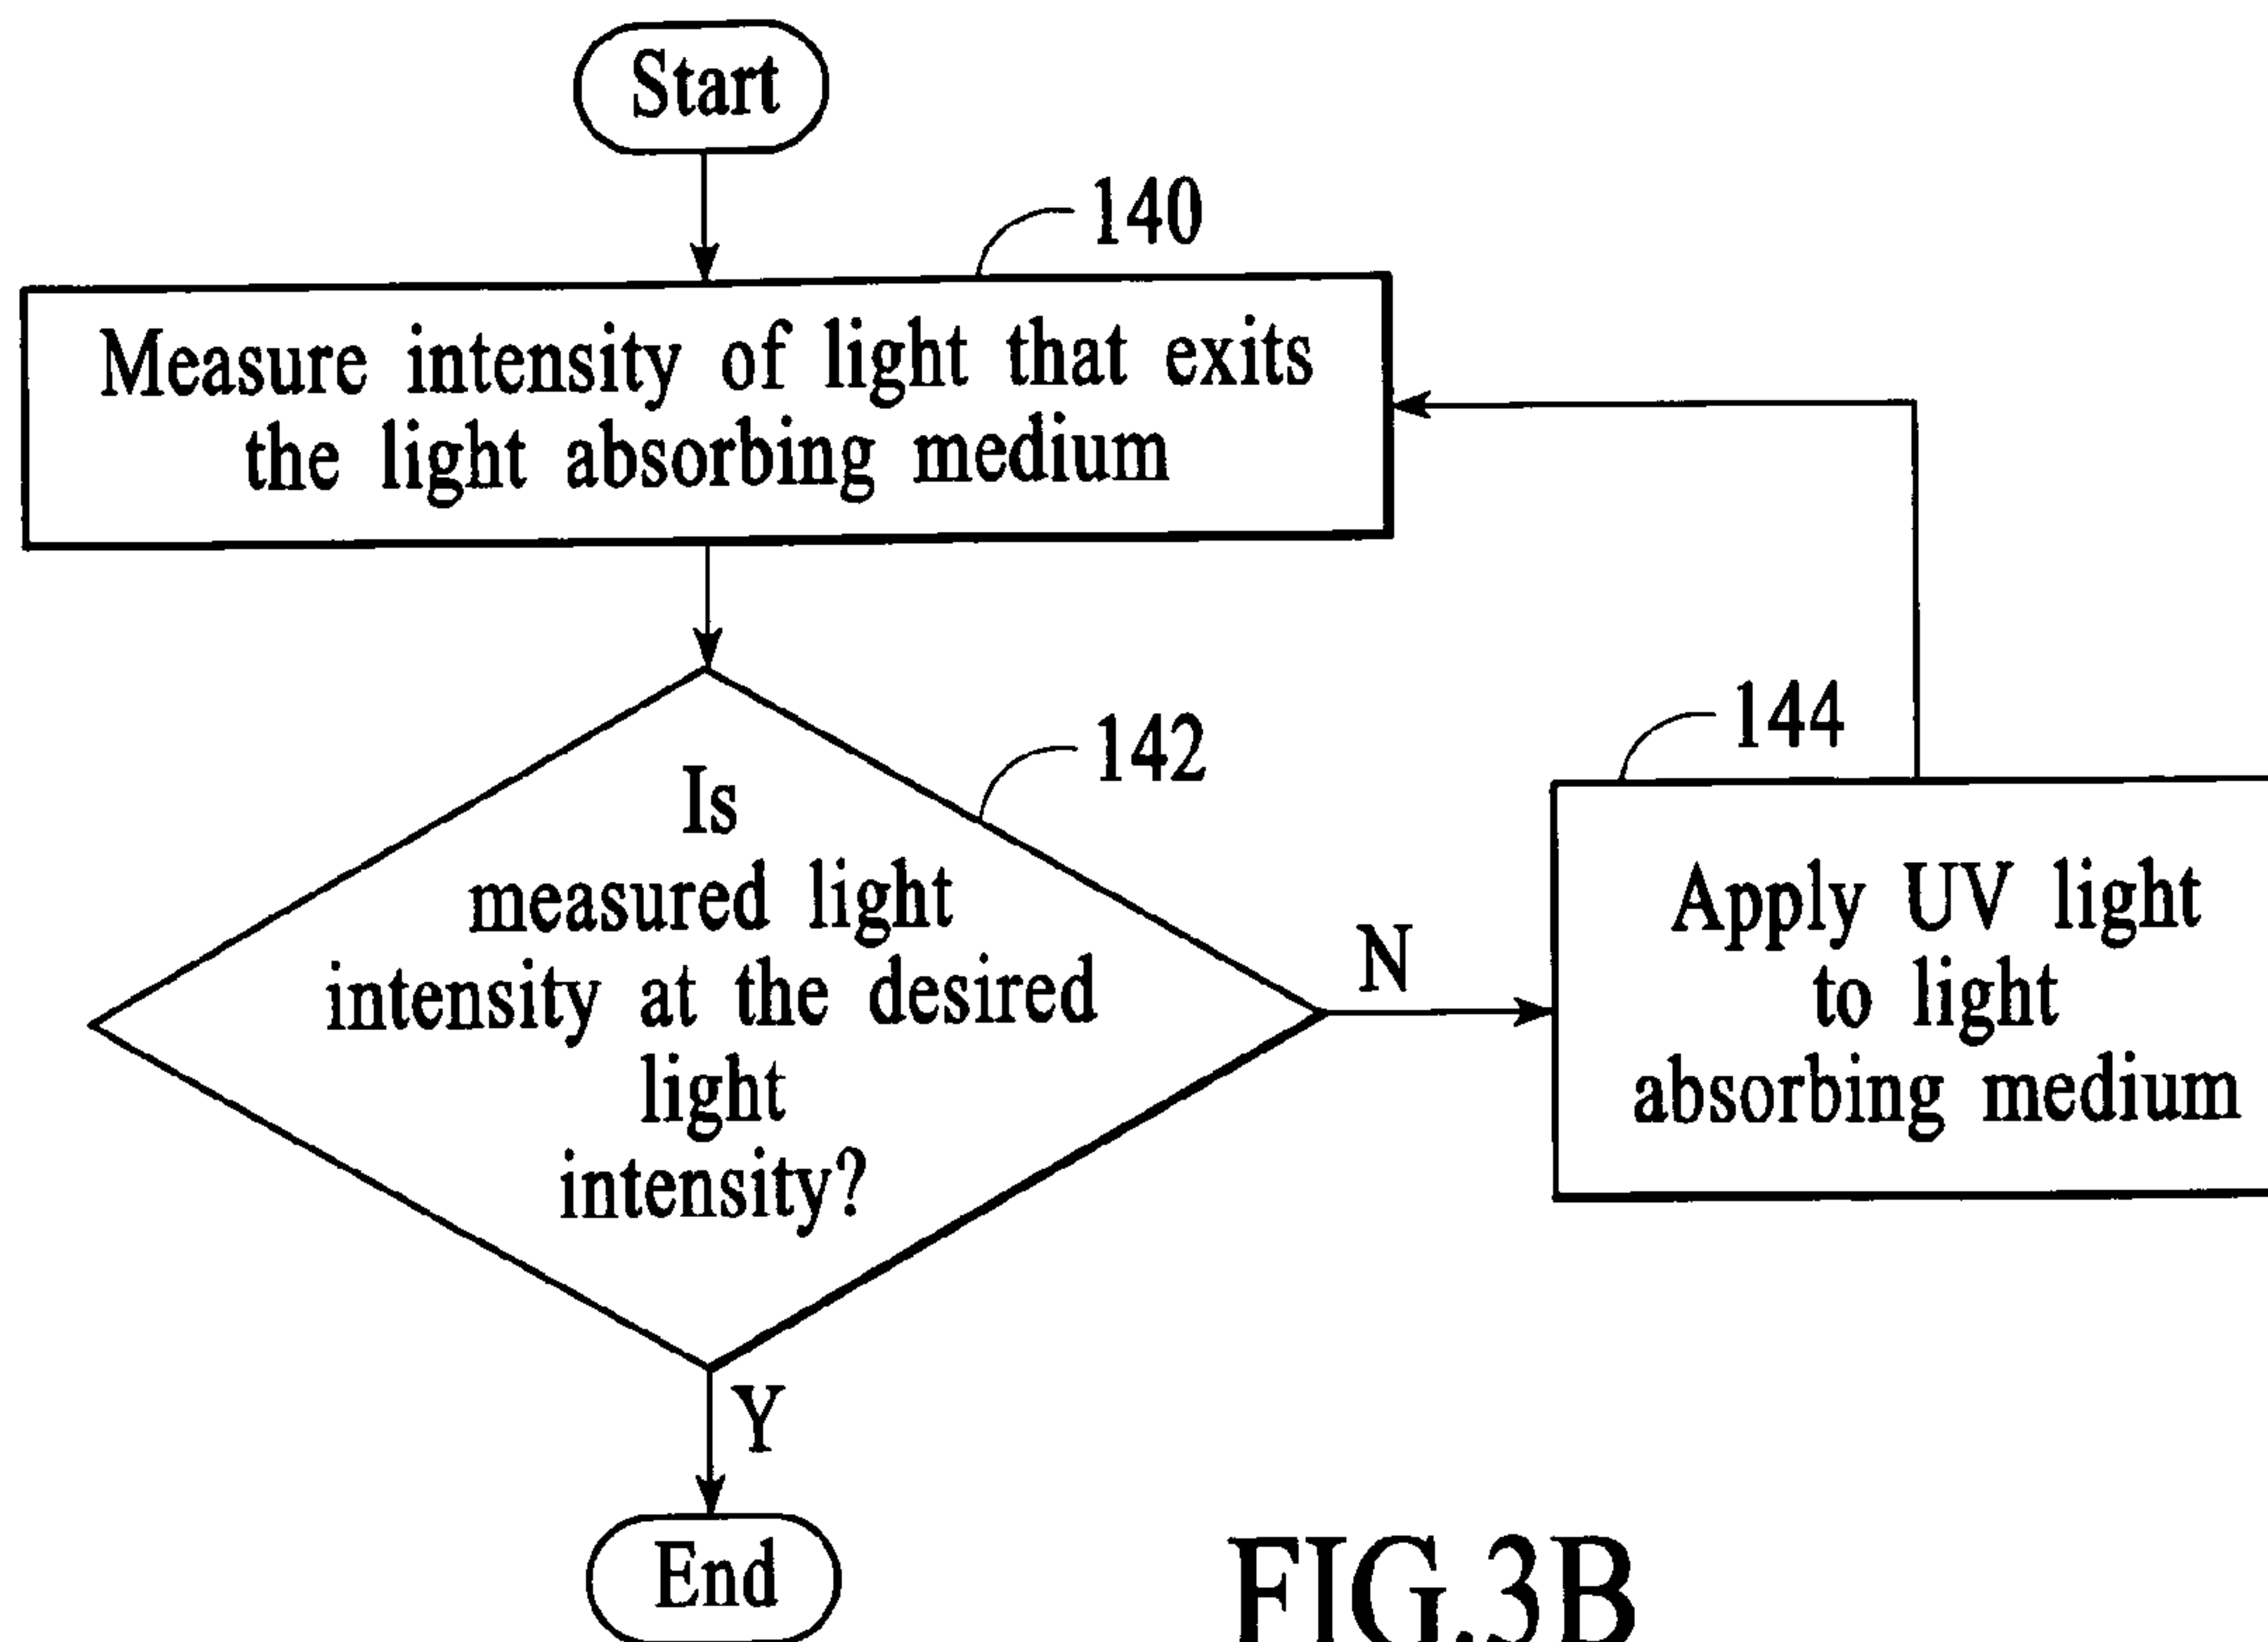 Start
140
Measure intensity of light that exits
the light absorbing medium
142
Is
measured light
intensity at the desired
light
intensity?
N
144
Apply UV light
to light
absorbing medium
Y
End
FIG.3B